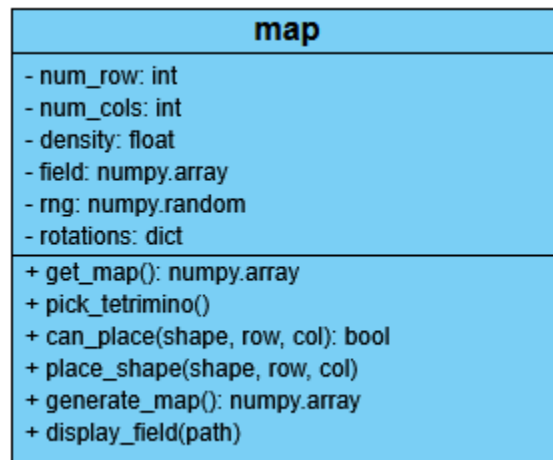 map
- num_row: int
- num_cols: int
- density: float
- field: numpy.array
- rng: numpy.random
- rotations: dict
+ get_map(): numpy.array
+ pick_tetrimino()
+ can_place(shape, row, col): bool
+ place_shape(shape, row, col)
+ generate_map(): numpy.array
+ display_field(path)